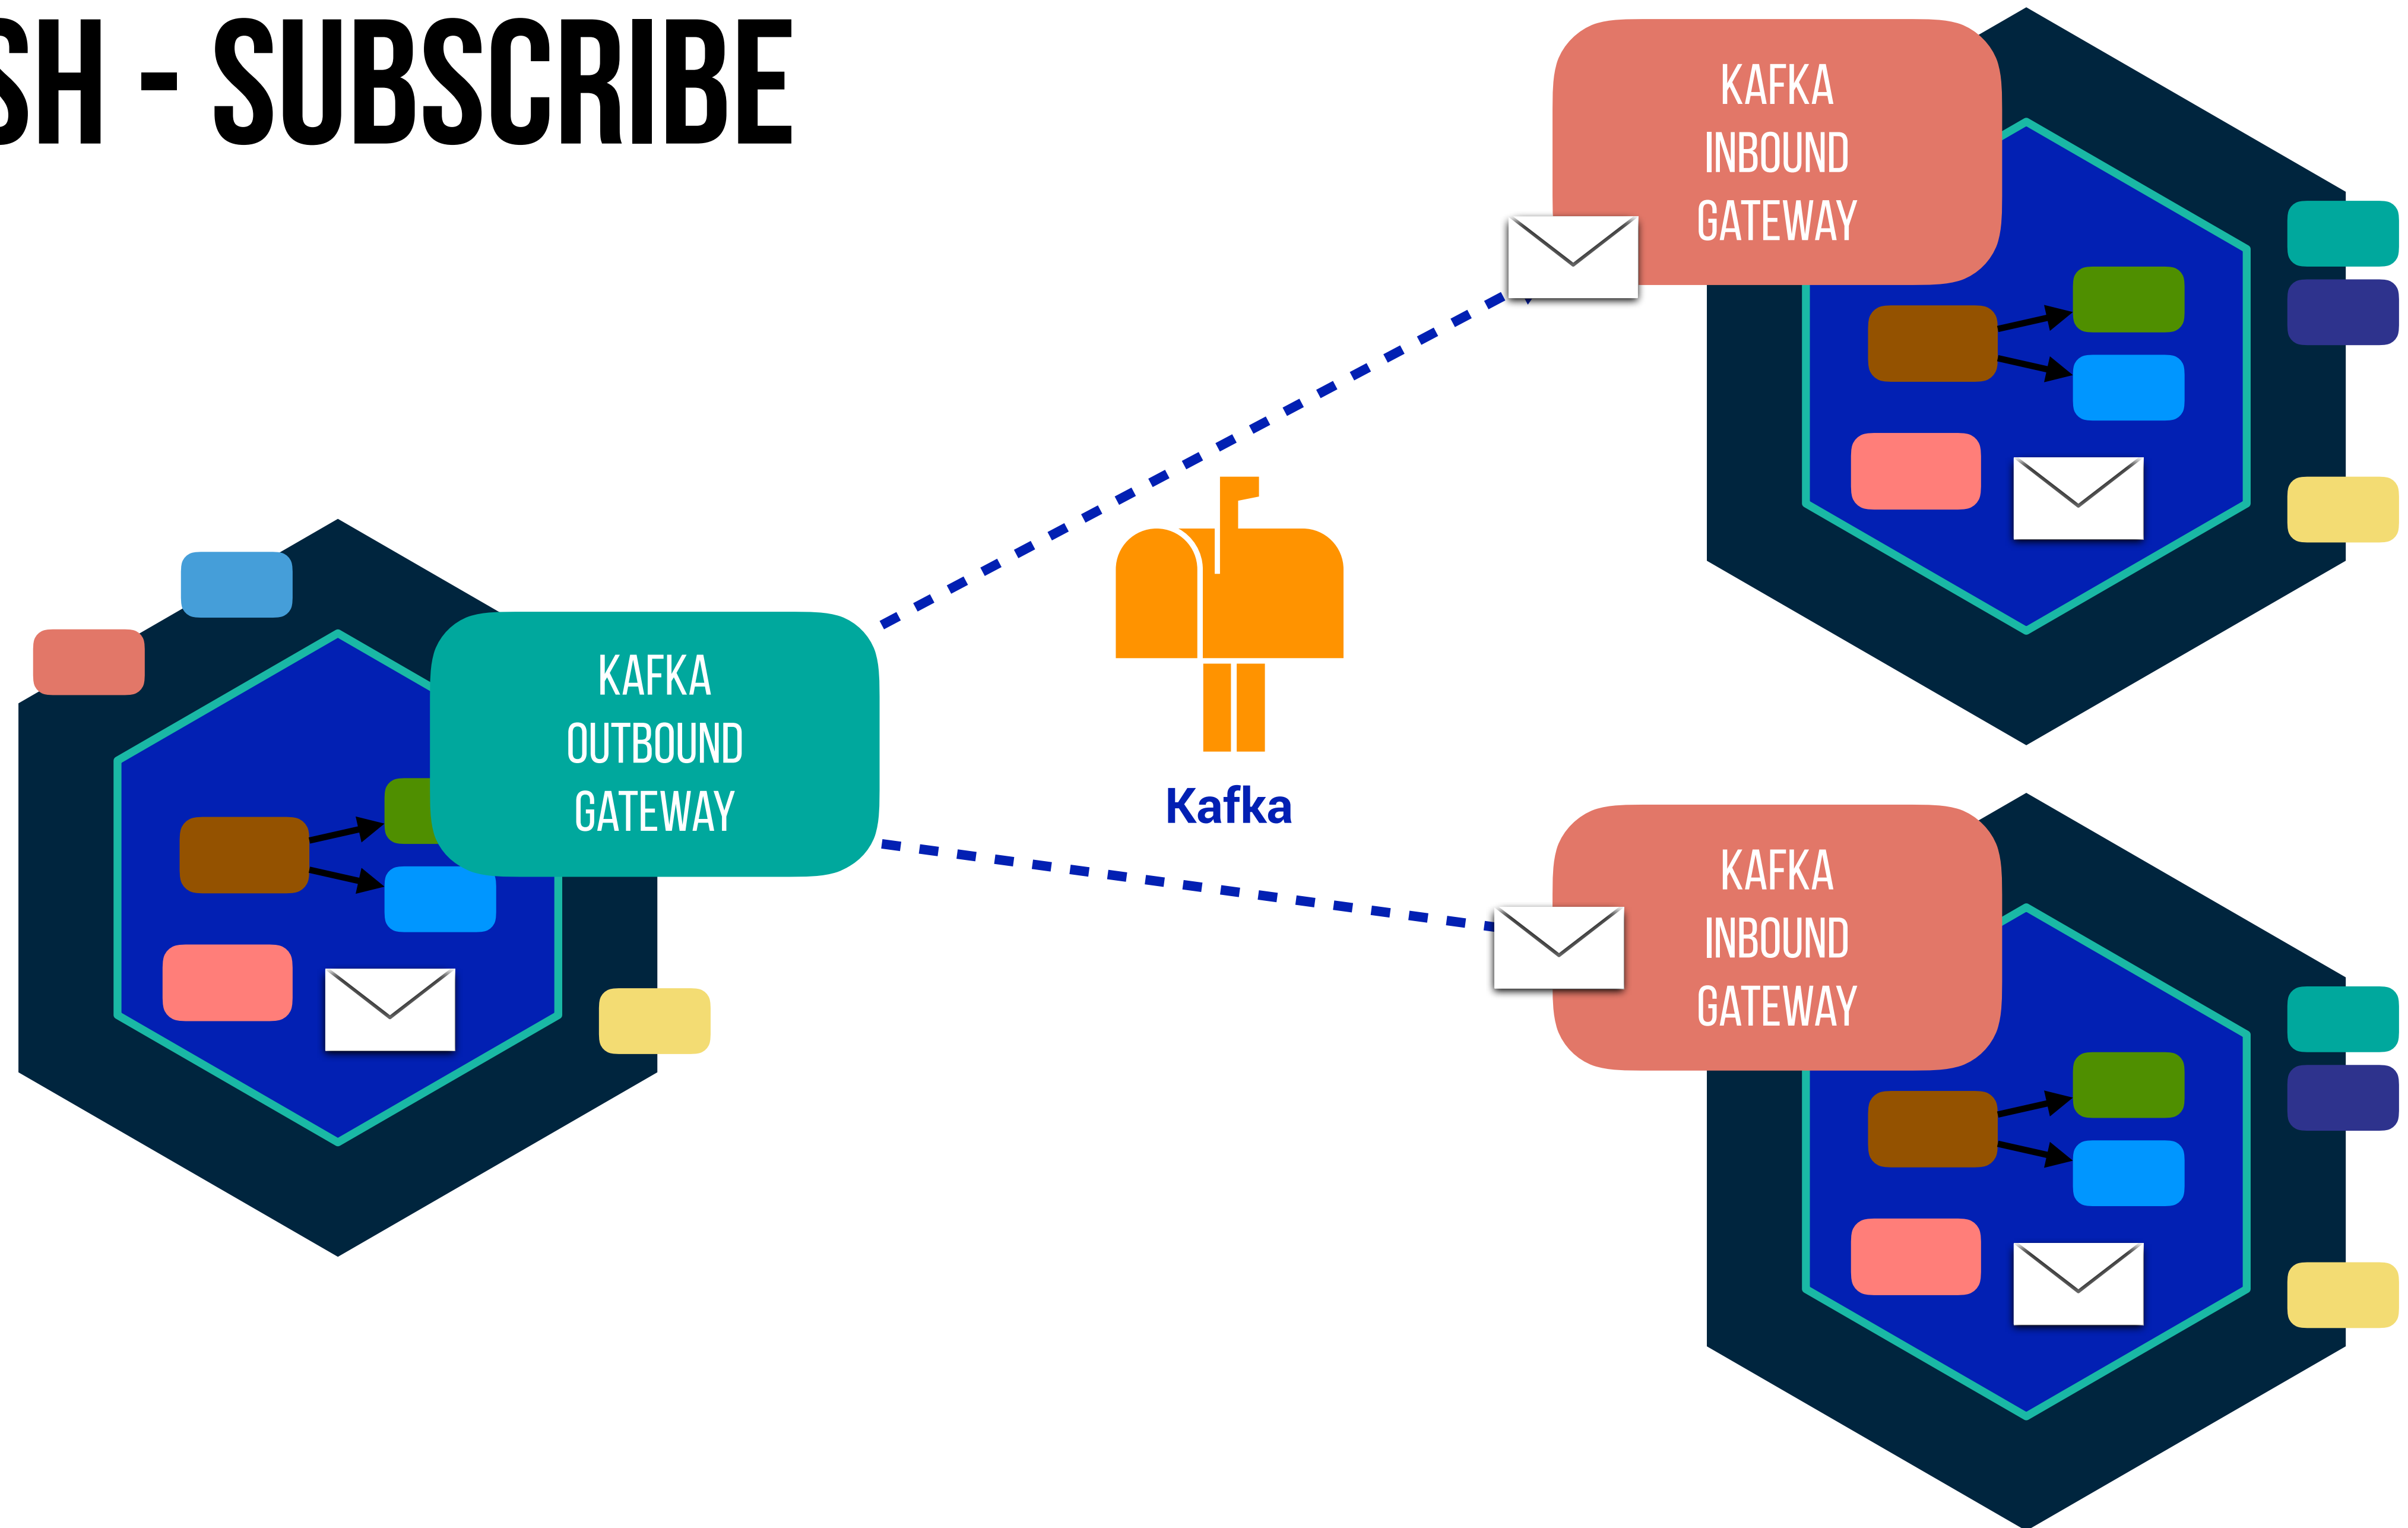 SH - SUBSCRIBE
KAFKA
INBOUND
GATEWAY
KAFKA
OUTBOUND
GATEWAY
Kafka
KAFKA
INBOUND
GATEWAY